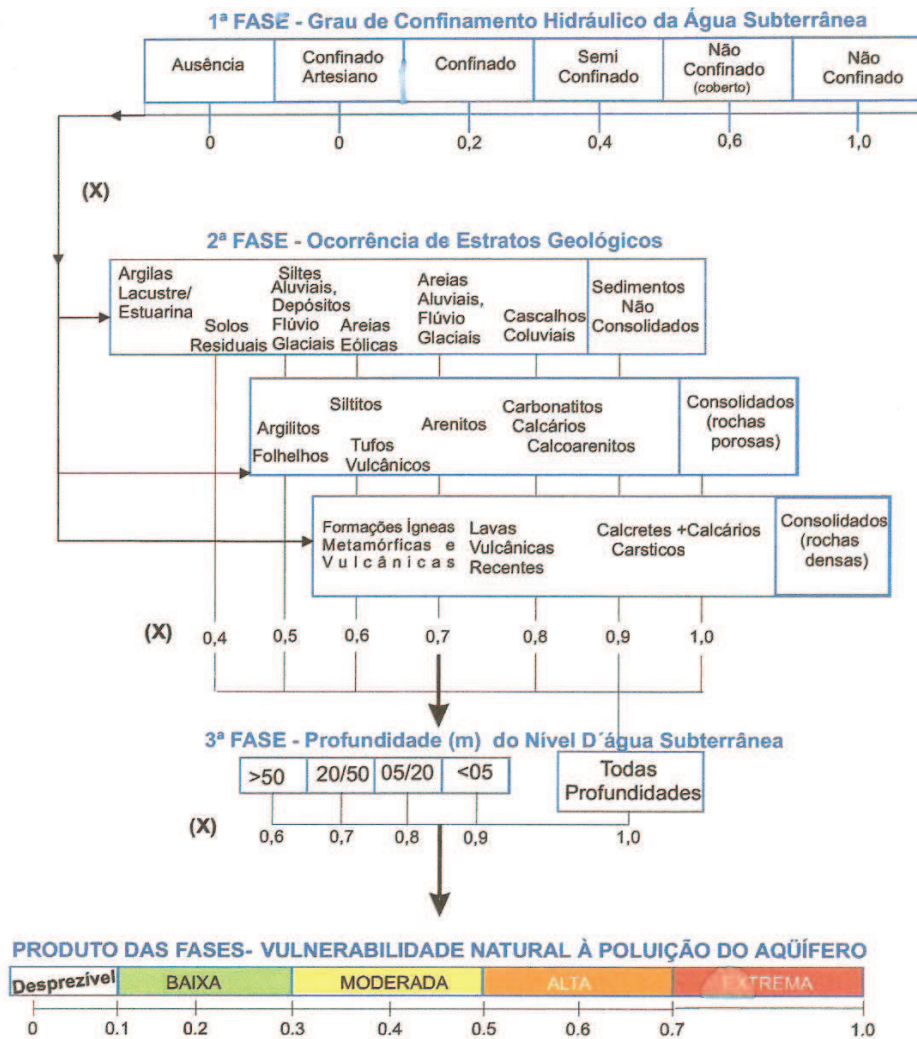 1ª FASE - Grau de Confinamento Hidráulico da Água Subterrânea
Ausência
Confinado
Artesiano
Confinado
Semi
Confinado
Não
Confinado
(coberto)
Não
Confinado
0 0 0,2 0,4 0,6 1,0
(X)
2ª FASE - Ocorrência de Estratos Geológicos
Argilas
Lacustre/
Estuarina
Solos
Residuais
Siltes
Aluviais,
Depósitos
Flúvio
Glaciais
Areias
Eólicas
Areias
Aluviais,
Flúvio
Glaciais
Cascalhos
Coluviais
Sedimentos
Não
Consolidados
Argilitos
Folhelhos
Siltitos
Tufos
Vulcânicos
Arenitos
Carbonatitos
Calcários
Calcoarenitos
Consolidados
(rochas
porosas)
Formações Ígneas
Metamórficas e
Vulcânicas
Lavas
Vulcânicas
Recentes
Calcretes +Calcários
Carsticos
Consolidados
(rochas
densas)
(X) 0,4 0,5 0,6 0,7 0,8 0,9 1,0
3ª FASE - Profundidade (m) do Nível D´água Subterrânea
>50 20/50 05/20 <05
Todas
Profundidades
(X) 0,6 0,7 0,8 0,9 1,0
PRODUTO DAS FASES- VULNERABILIDADE NATURAL À POLUIÇÃO DO AQÜÍFERO
Desprezível BAIXA MODERADA ALTA EXTREMA
0 0.1 0.2 0.3 0.4 0.5 0.6 0.7 1.0